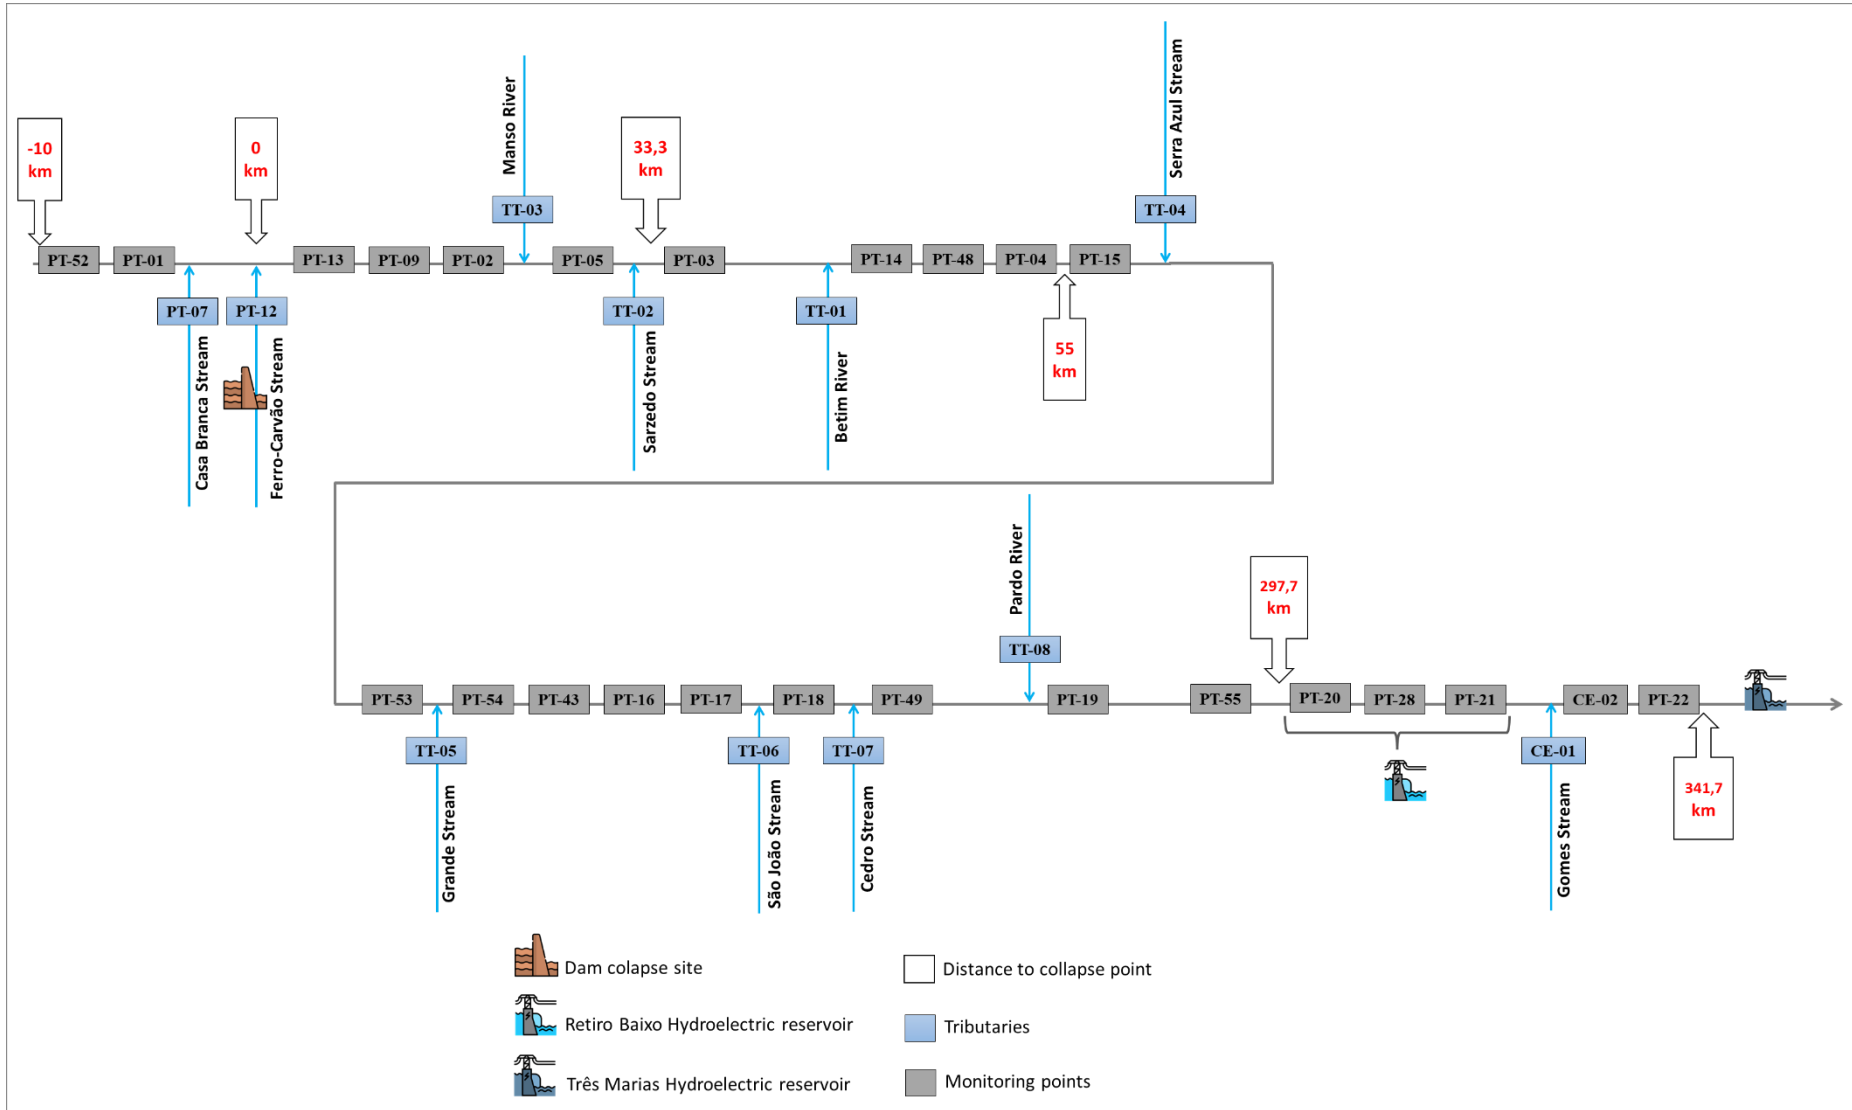 -10
km
0
km
Manso River
33,3
km
Serra Azul Stream
TT-03
TT-04
PT-52
PT-01
PT-13
PT-09
PT-02
PT-05
PT-03
PT-14
PT-48
PT-04
PT-15
PT-07
PT-12
TT-02
TT-01
55
km
Casa Branca Stream
Ferro-Carvão Stream
Sarzedo Stream
Betim River
Pardo River
297,7
km
TT-08
PT-53
PT-54
PT-43
PT-16
PT-17
PT-18
PT-49
PT-19
PT-55
PT-20
PT-28
PT-21
CE-02
PT-22
TT-05
TT-06
TT-07
CE-01
341,7
km
Grande Stream
São João Stream
Cedro Stream
Gomes Stream
Dam colapse site
Distance to collapse point
Retiro Baixo Hydroelectric reservoir
Tributaries
Três Marias Hydroelectric reservoir
Monitoring points